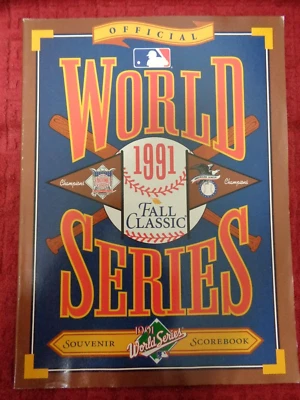 OFFICIAL
WORLD
1991
Champions
Champions
FALL
CLASSIC
SERIES
1991
World Series
SOUVENIR
SCOREBOOK